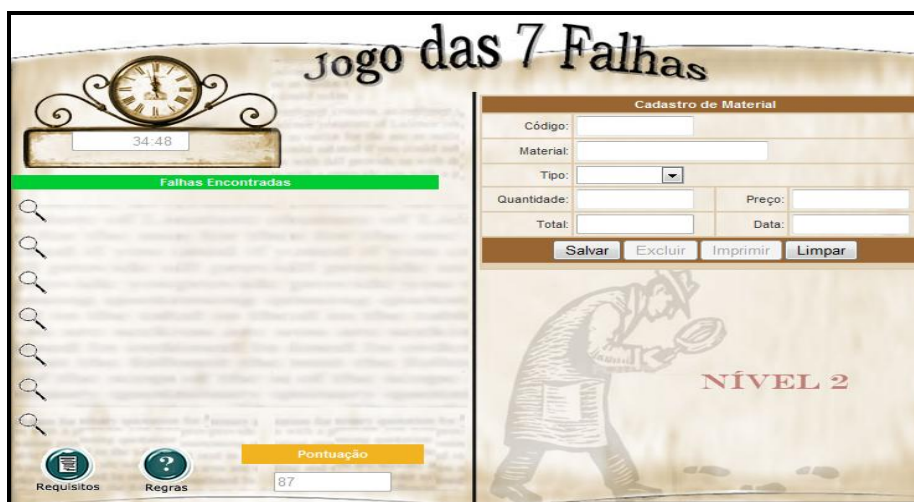 Jogo das 7 Falhas
34:48
Falhas Encontradas
Requisitos
Regras
Pontuação
87
Cadastro de Material
Código:
Material:
Tipo:
Quantidade: Preço:
Total: Data:
Salvar Excluir Imprimir Limpar
NÍVEL 2